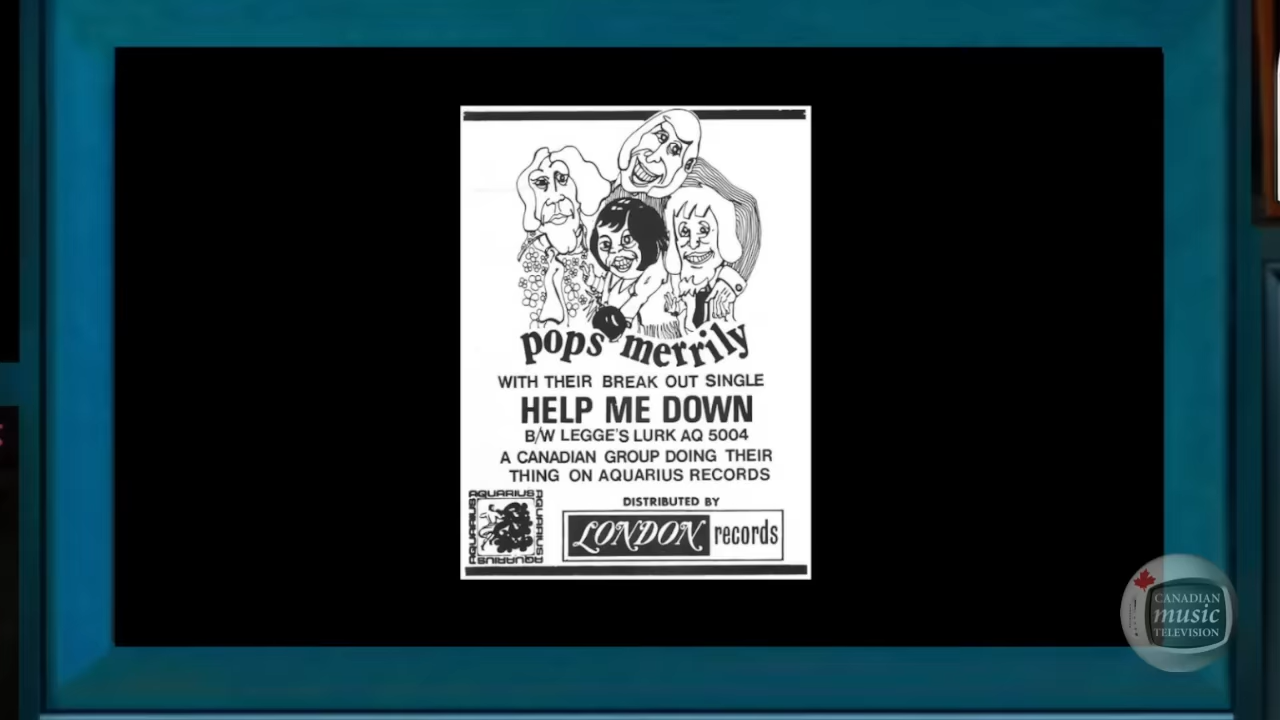 pops merrily
WITH THEIR BREAK OUT SINGLE
HELP ME DOWN
B/W LEGGE'S LURK AQ 5004
A CANADIAN GROUP DOING THEIR
THING ON AQUARIUS RECORDS
AQUARIUS
AQUARIUS
AQUARIUS
AQUARIUS
DISTRIBUTED BY
LONDON records
CANADIAN
music
TELEVISION